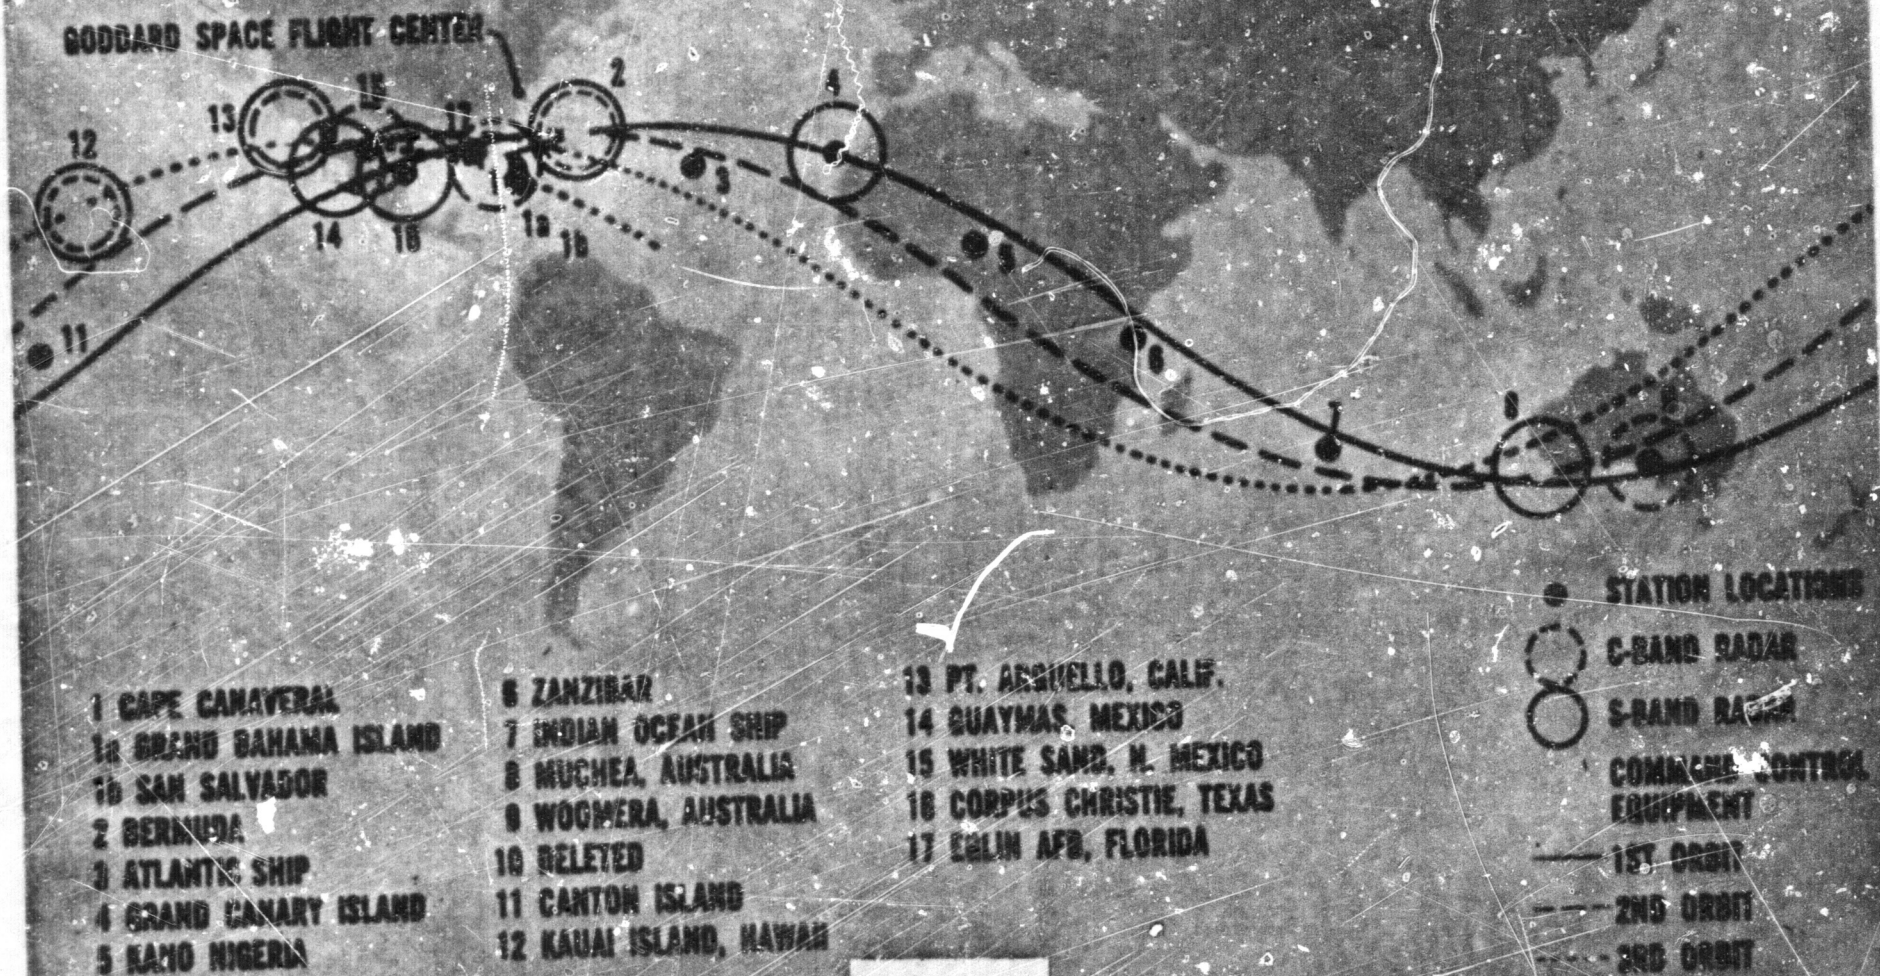 GODDARD SPACE FLIGHT CENTER
2
4
15
13
17
12
3
1a
1b
14
16
5
11
6
7
8
9
STATION LOCATIONS
C-BAND RADAR
S-BAND RADAR
COMMAND CONTROL
EQUIPMENT
1ST ORBIT
2ND ORBIT
3RD ORBIT
1 CAPE CANAVERAL
1a GRAND BAHAMA ISLAND
1b SAN SALVADOR
2 BERMUDA
3 ATLANTIC SHIP
4 GRAND CANARY ISLAND
5 KANO NIGERIA
6 ZANZIBAR
7 INDIAN OCEAN SHIP
8 MUCHEA, AUSTRALIA
9 WOOMERA, AUSTRALIA
10 DELETED
11 CANTON ISLAND
12 KAUAI ISLAND, HAWAII
13 PT. ARGUELLO, CALIF.
14 GUAYMAS, MEXICO
15 WHITE SAND, N. MEXICO
16 CORPUS CHRISTIE, TEXAS
17 EGLIN AFB, FLORIDA